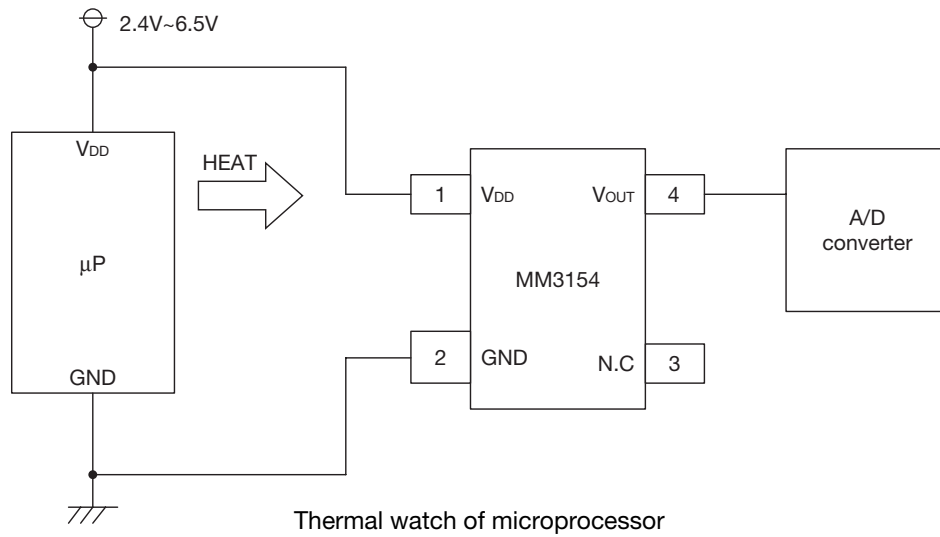 2.4V~6.5V
VDD
HEAT
μP
GND
1
VDD
VOUT
4
MM3154
2
GND
N.C
3
A/D
converter
Thermal watch of microprocessor